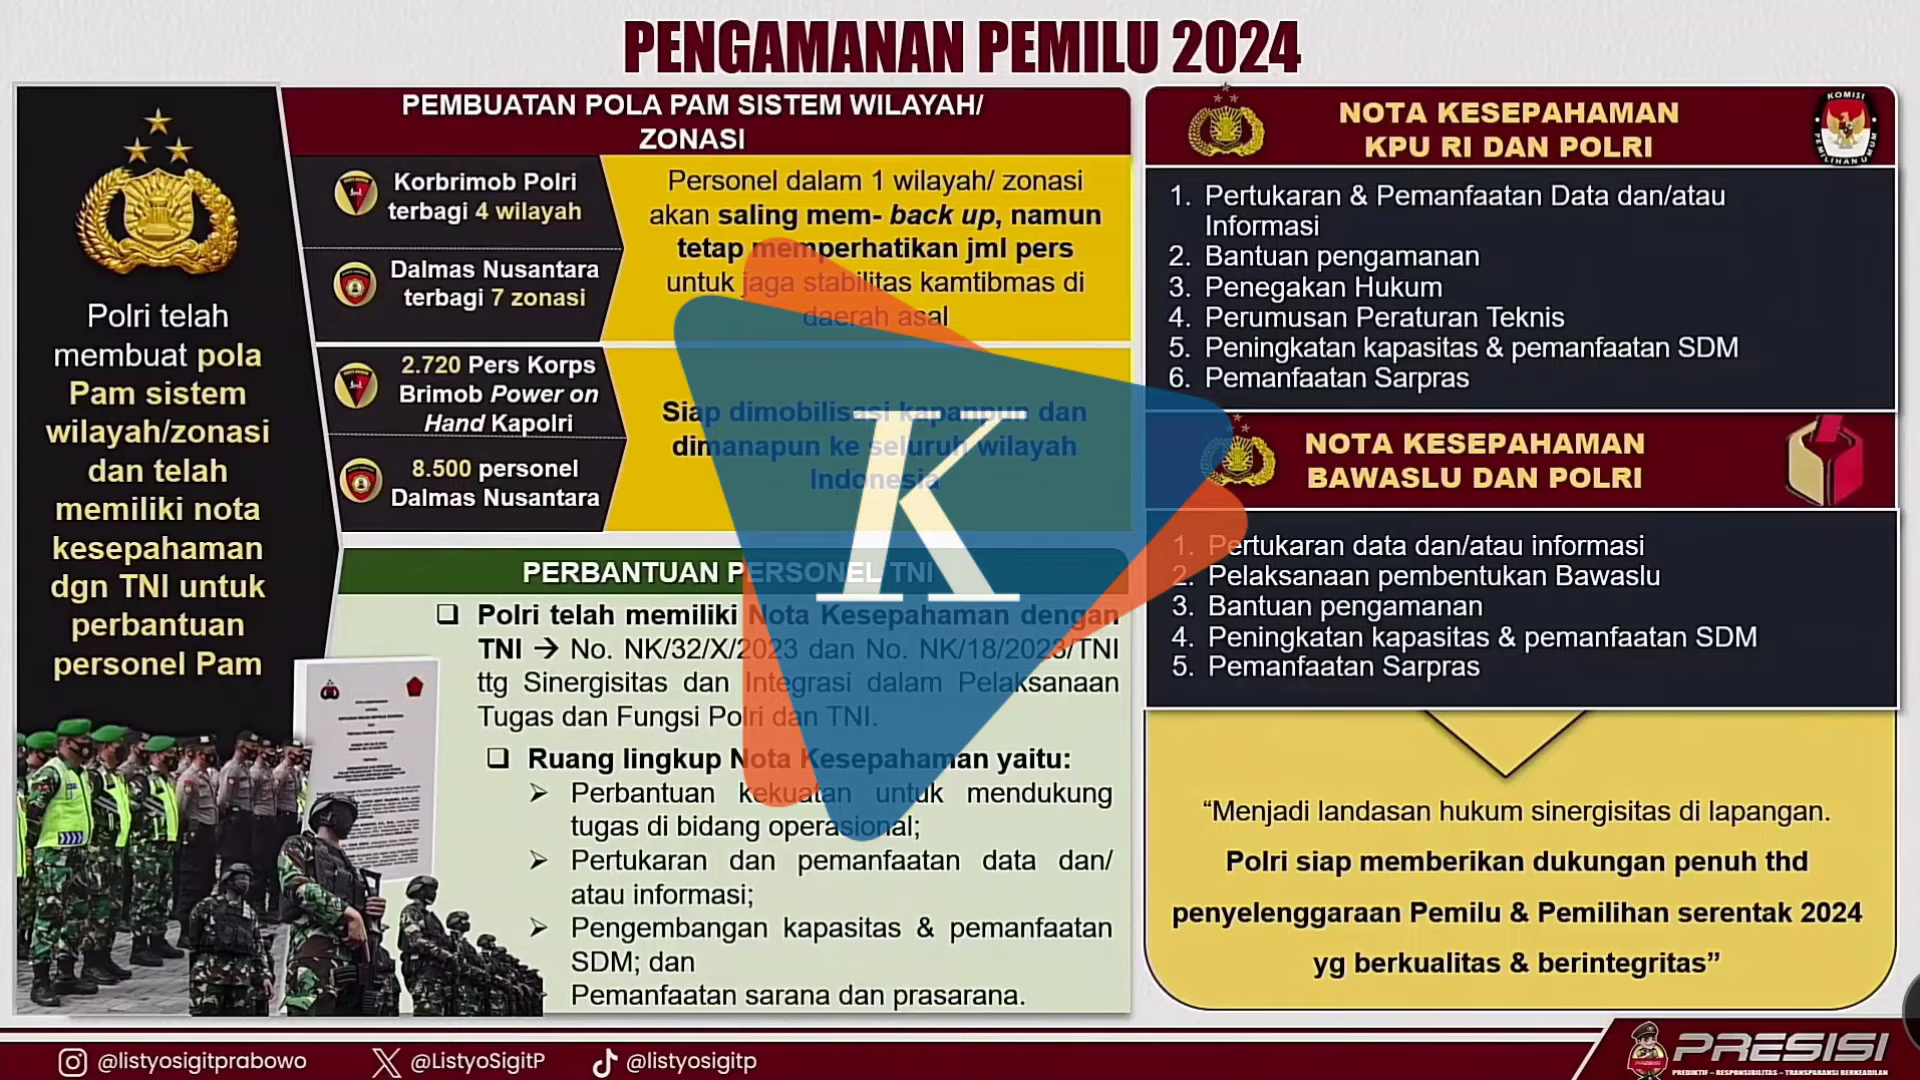 PENGAMANAN PEMILU 2024
Polri telah
membuat pola
Pam sistem
wilayah/zonasi
dan telah
memiliki nota
kesepahaman
dgn TNI untuk
perbantuan
personel Pam
PEMBUATAN POLA PAM SISTEM WILAYAH/
ZONASI
Korbrimob Polri
terbagi 4 wilayah
Dalmas Nusantara
terbagi 7 zonasi
Personel dalam 1 wilayah/ zonasi
akan saling mem- back up, namun
tetap memperhatikan jml pers
untuk jaga stabilitas kamtibmas di
daerah asal
2.720 Pers Korps
Brimob Power on
Hand Kapolri
8.500 personel
Dalmas Nusantara
Siap dimobilisasi kapanpun dan
dimanapun ke seluruh wilayah
Indonesia
K
PERBANTUAN PERSONEL TNI
❑ Polri telah memiliki Nota Kesepahaman dengan
TNI → No. NK/32/X/2023 dan No. NK/18/2023/TNI
ttg Sinergisitas dan Integrasi dalam Pelaksanaan
Tugas dan Fungsi Polri dan TNI.
❑ Ruang lingkup Nota Kesepahaman yaitu:
➢ Perbantuan kekuatan untuk mendukung
tugas di bidang operasional;
➢ Pertukaran dan pemanfaatan data dan/
atau informasi;
➢ Pengembangan kapasitas & pemanfaatan
SDM; dan
Pemanfaatan sarana dan prasarana.
NOTA KESEPAHAMAN
KPU RI DAN POLRI
KOMISI
PEMILIHAN UMUM
1. Pertukaran & Pemanfaatan Data dan/atau
Informasi
2. Bantuan pengamanan
3. Penegakan Hukum
4. Perumusan Peraturan Teknis
5. Peningkatan kapasitas & pemanfaatan SDM
6. Pemanfaatan Sarpras
NOTA KESEPAHAMAN
BAWASLU DAN POLRI
1. Pertukaran data dan/atau informasi
2. Pelaksanaan pembentukan Bawaslu
3. Bantuan pengamanan
4. Peningkatan kapasitas & pemanfaatan SDM
5. Pemanfaatan Sarpras
“Menjadi landasan hukum sinergisitas di lapangan.
Polri siap memberikan dukungan penuh thd
penyelenggaraan Pemilu & Pemilihan serentak 2024
yg berkualitas & berintegritas”
@listyosigitprabowo
@ListyoSigitP
@listyosigitp
PRESISI
PREDIKTIF – RESPONSIBILITAS – TRANSPARANSI BERKEADILAN